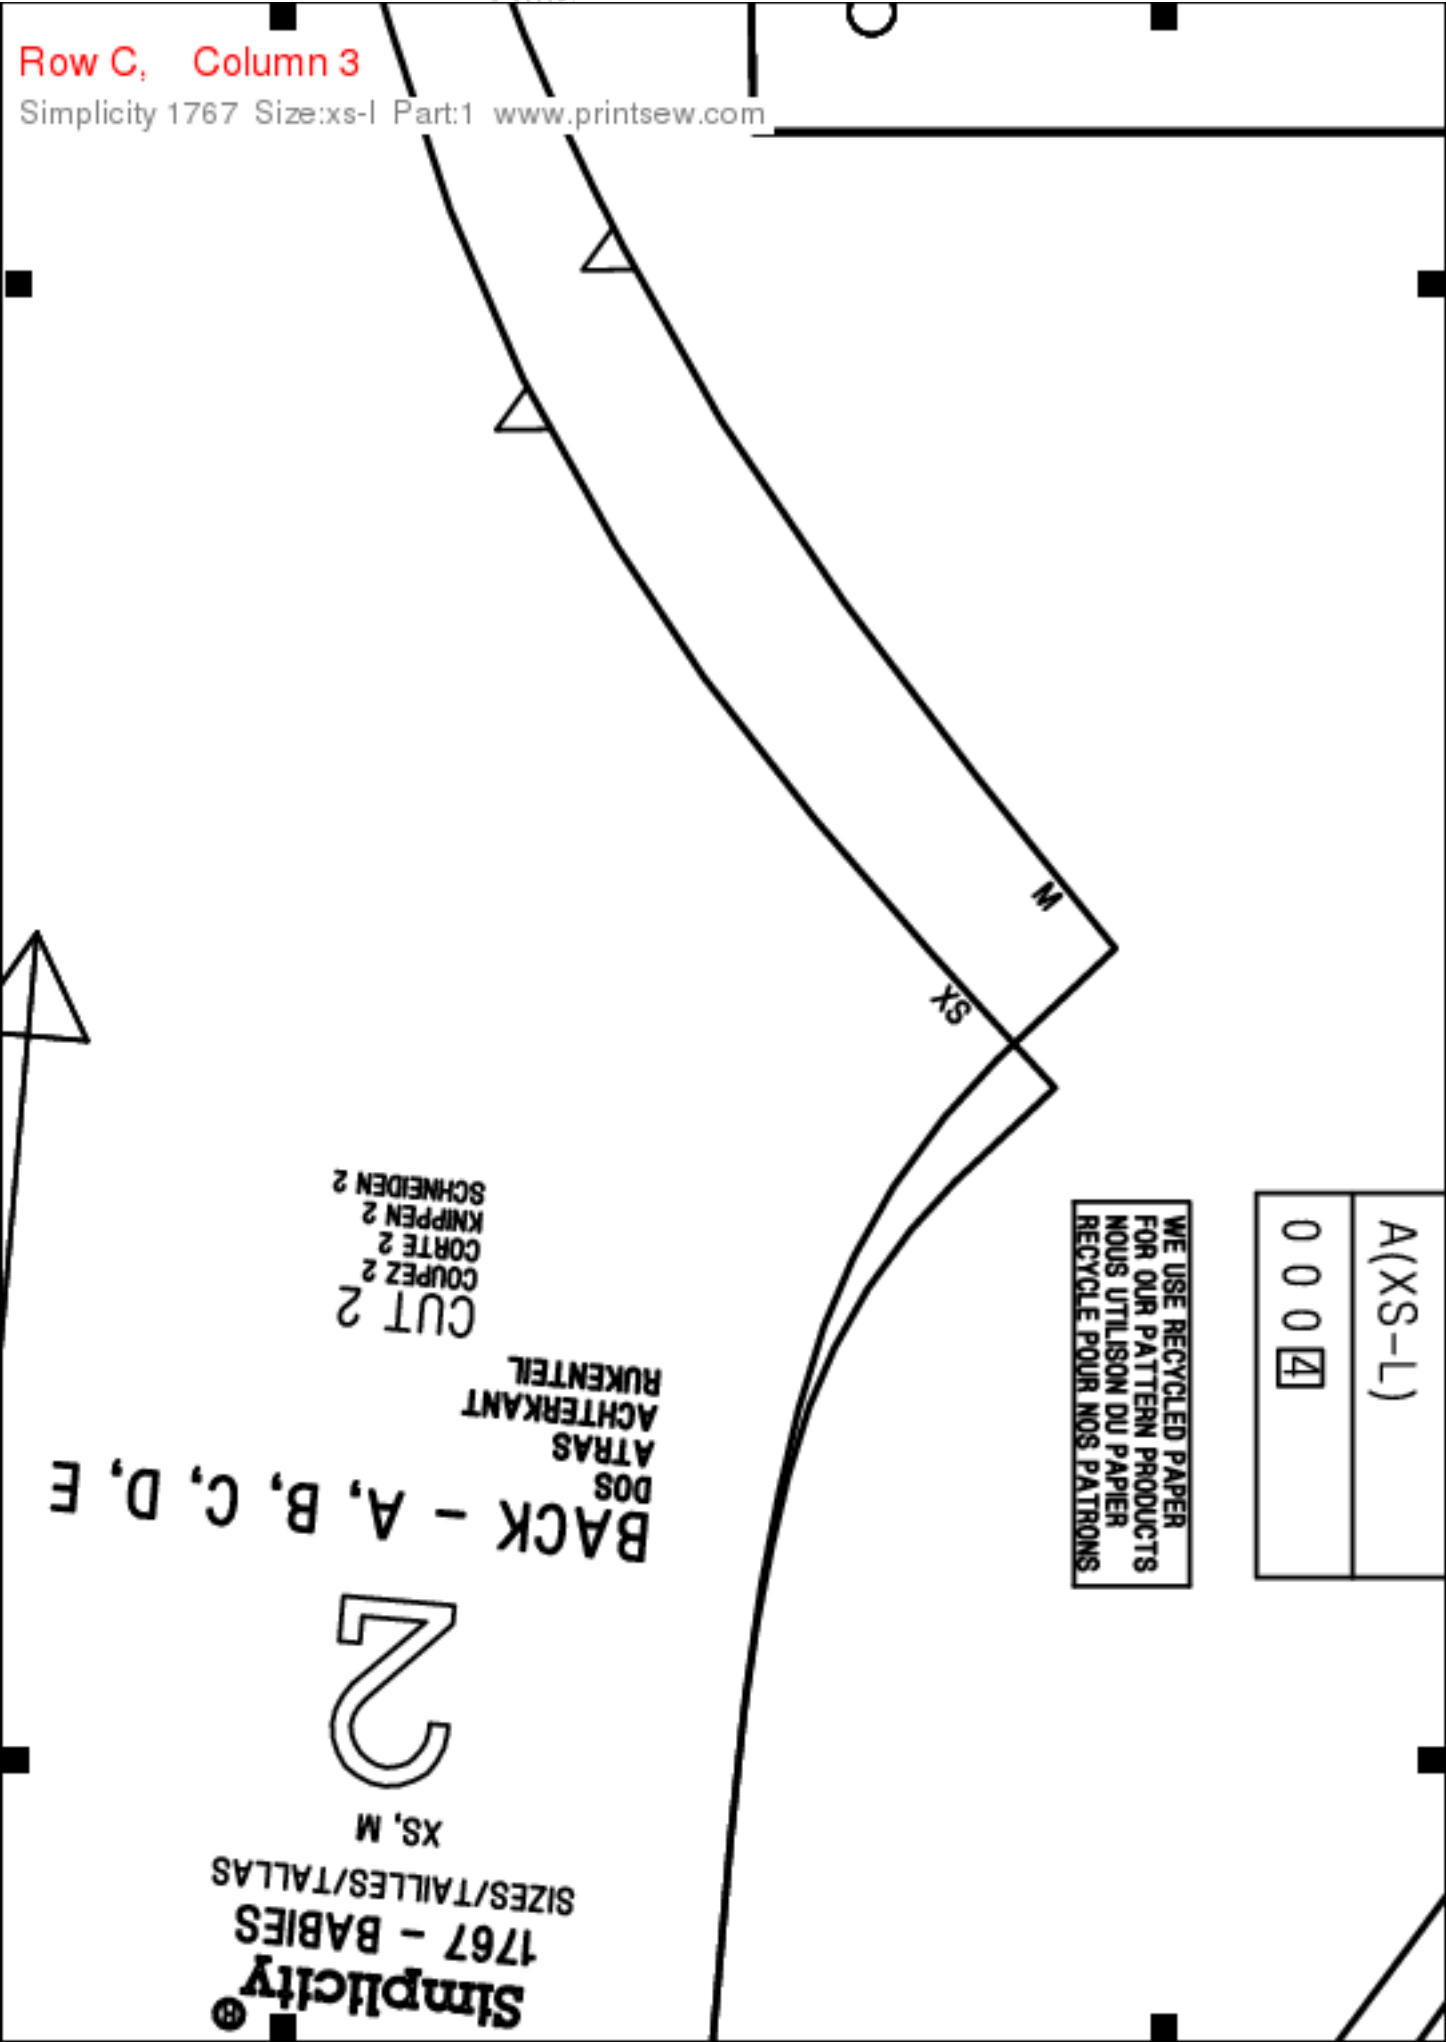 Row C, Column 3
Simplicity 1767 Size:xs-l Part:1 www.printsew.com
M
XS
Simplicity
1767 - BABIES
SIZES/TAILLES/TALLAS
XS, M
2
BACK - A, B, C, D, E
DOS
ATRAS
ACHTERKANT
RUKENTEIL
CUT 2
COUPEZ 2
CORTE 2
KNIPPEN 2
SCHNEIDEN 2
WE USE RECYCLED PAPER
FOR OUR PATTERN PRODUCTS
NOUS UTILISON DU PAPIER
RECYCLE POUR NOS PATRONS
A(XS-L)
0 0 0 4